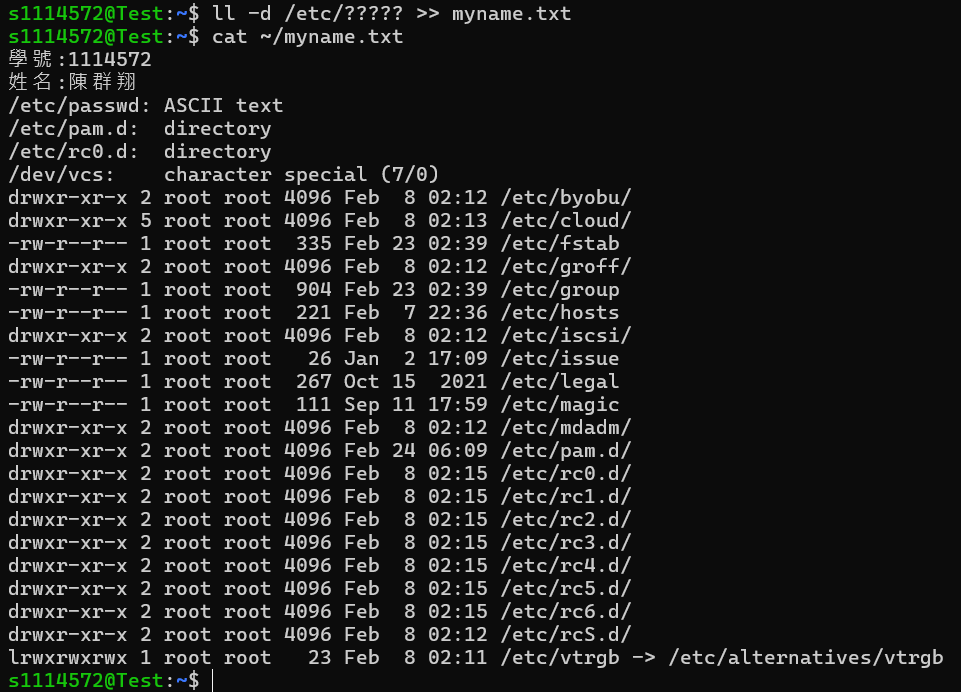 s1114572@Test:~$ ll -d /etc/????? >> myname.txt
s1114572@Test:~$ cat ~/myname.txt
學號:1114572
姓名:陳群翔
/etc/passwd: ASCII text
/etc/pam.d:  directory
/etc/rc0.d:  directory
/dev/vcs:    character special (7/0)
drwxr-xr-x 2 root root 4096 Feb  8 02:12 /etc/byobu/
drwxr-xr-x 5 root root 4096 Feb  8 02:13 /etc/cloud/
-rw-r--r-- 1 root root  335 Feb 23 02:39 /etc/fstab
drwxr-xr-x 2 root root 4096 Feb  8 02:12 /etc/groff/
-rw-r--r-- 1 root root  904 Feb 23 02:39 /etc/group
-rw-r--r-- 1 root root  221 Feb  7 22:36 /etc/hosts
drwxr-xr-x 2 root root 4096 Feb  8 02:12 /etc/iscsi/
-rw-r--r-- 1 root root   26 Jan  2 17:09 /etc/issue
-rw-r--r-- 1 root root  267 Oct 15  2021 /etc/legal
-rw-r--r-- 1 root root  111 Sep 11 17:59 /etc/magic
drwxr-xr-x 2 root root 4096 Feb  8 02:12 /etc/mdadm/
drwxr-xr-x 2 root root 4096 Feb 24 06:09 /etc/pam.d/
drwxr-xr-x 2 root root 4096 Feb  8 02:15 /etc/rc0.d/
drwxr-xr-x 2 root root 4096 Feb  8 02:15 /etc/rc1.d/
drwxr-xr-x 2 root root 4096 Feb  8 02:15 /etc/rc2.d/
drwxr-xr-x 2 root root 4096 Feb  8 02:15 /etc/rc3.d/
drwxr-xr-x 2 root root 4096 Feb  8 02:15 /etc/rc4.d/
drwxr-xr-x 2 root root 4096 Feb  8 02:15 /etc/rc5.d/
drwxr-xr-x 2 root root 4096 Feb  8 02:15 /etc/rc6.d/
drwxr-xr-x 2 root root 4096 Feb  8 02:12 /etc/rcS.d/
lrwxrwxrwx 1 root root   23 Feb  8 02:11 /etc/vtrgb -> /etc/alternatives/vtrgb
s1114572@Test:~$